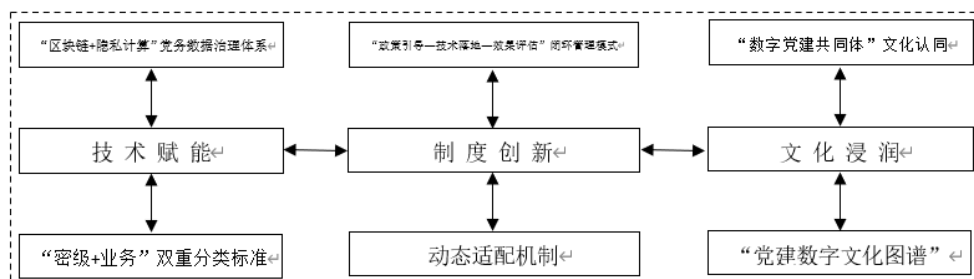 “区块链+隐私计算”党务数据治理体系
“政策引导—技术落地—效果评估”闭环管理模式
“数字党建共同体”文化认同
技术赋能
制度创新
文化浸润
“密级+业务”双重分类标准
动态适配机制
“党建数字文化图谱”